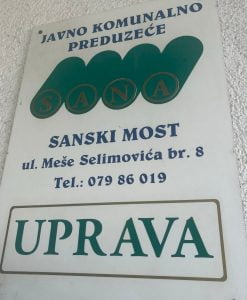 JAVNO KOMUNALNO
PREDUZEĆE
SANA
SANSKI MOST
ul. Meše Selimovića br. 8
Tel.: 079 86 019
UPRAVA